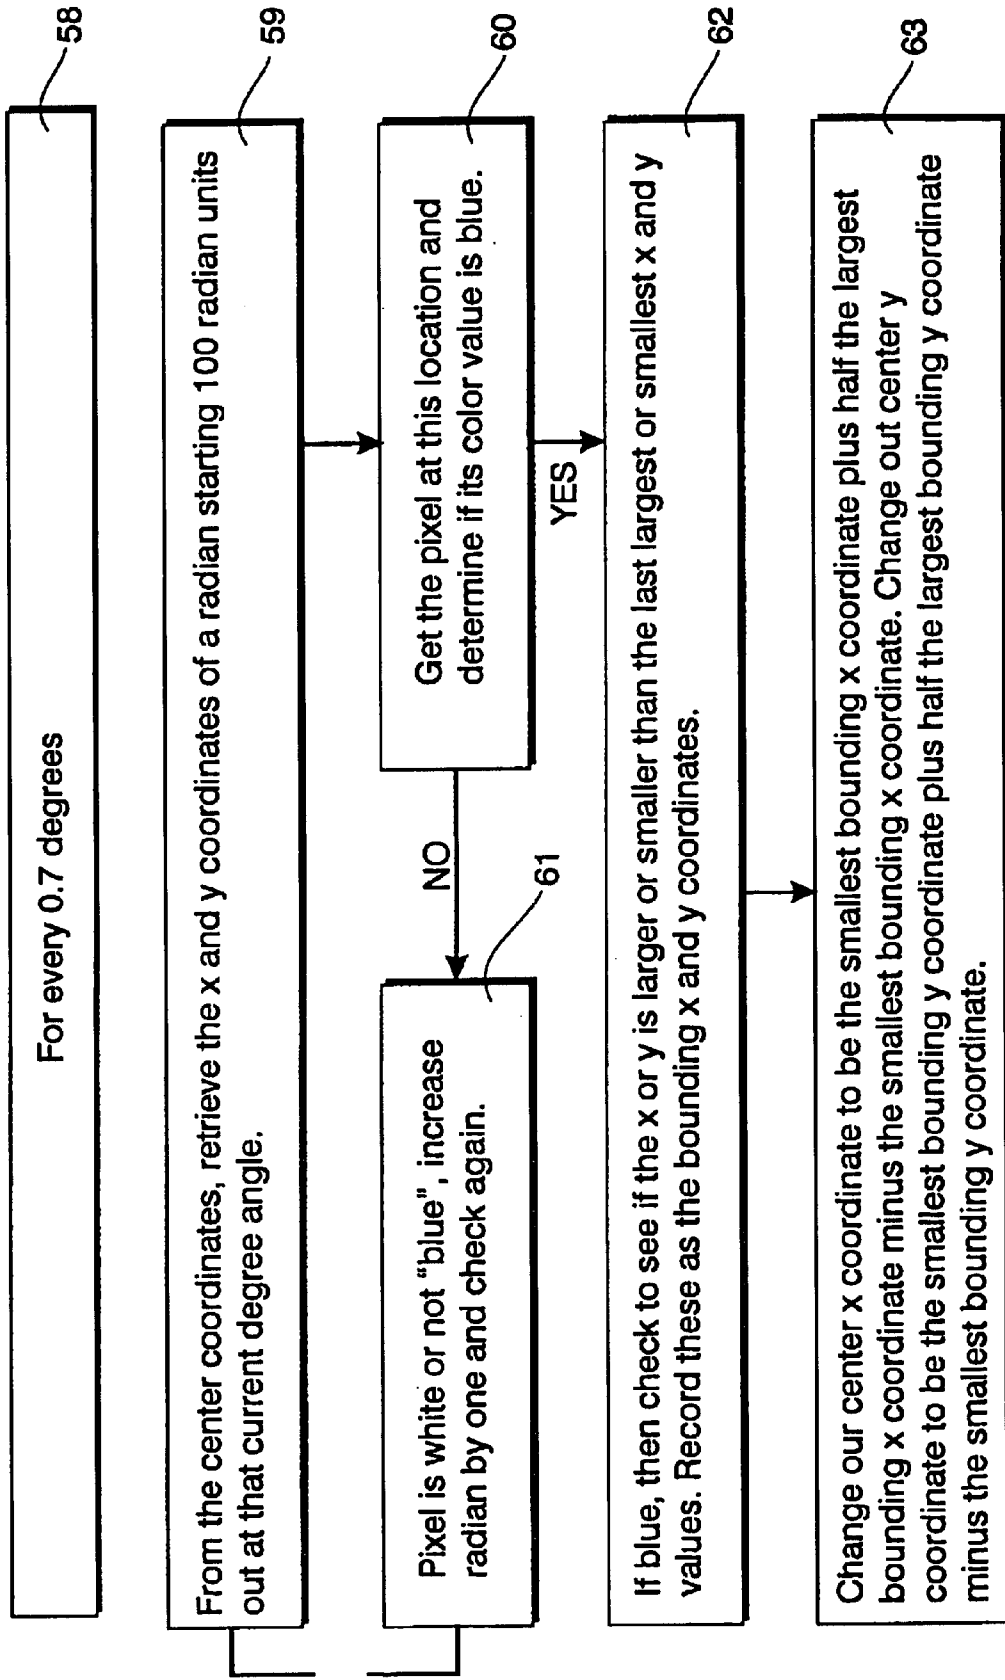 For every 0.7 degrees
58
From the center coordinates, retrieve the x and y coordinates of a radian starting 100 radian units
out at that current degree angle.
59
Get the pixel at this location and
determine if its color value is blue.
60
NO
YES
Pixel is white or not "blue", increase
radian by one and check again.
61
If blue, then check to see if the x or y is larger or smaller than the last largest or smallest x and y
values. Record these as the bounding x and y coordinates.
62
Change our center x coordinate to be the smallest bounding x coordinate plus half the largest
bounding x coordinate minus the smallest bounding x coordinate. Change out center y
coordinate to be the smallest bounding y coordinate plus half the largest bounding y coordinate
minus the smallest bounding y coordinate.
63